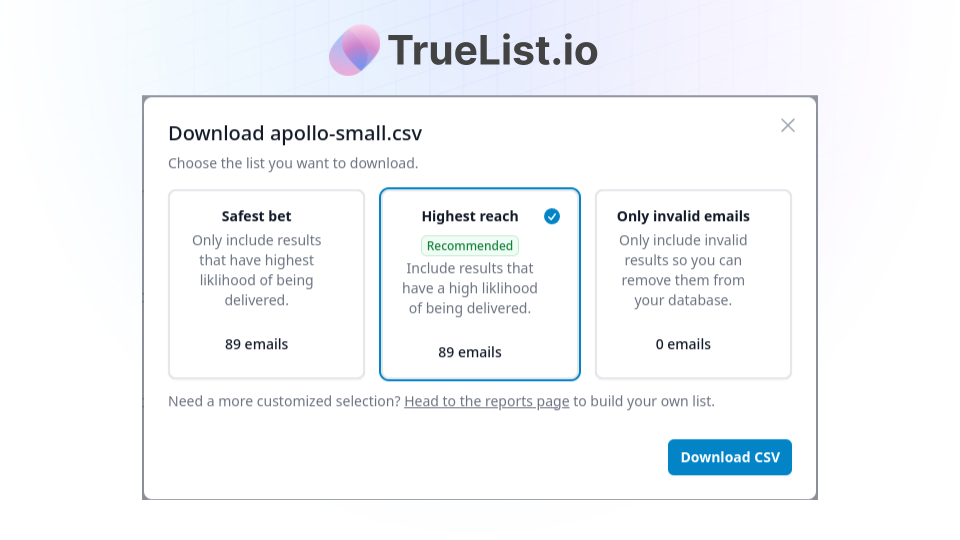 TrueList.io
Download apollo-small.csv
Choose the list you want to download.
Safest bet
Only include results
that have highest
liklihood of being
delivered.
89 emails
Highest reach
Recommended
Include results that
have a high liklihood
of being delivered.
89 emails
Only invalid emails
Only include invalid
results so you can
remove them from
your database.
0 emails
Need a more customized selection? Head to the reports page to build your own list.
Download CSV